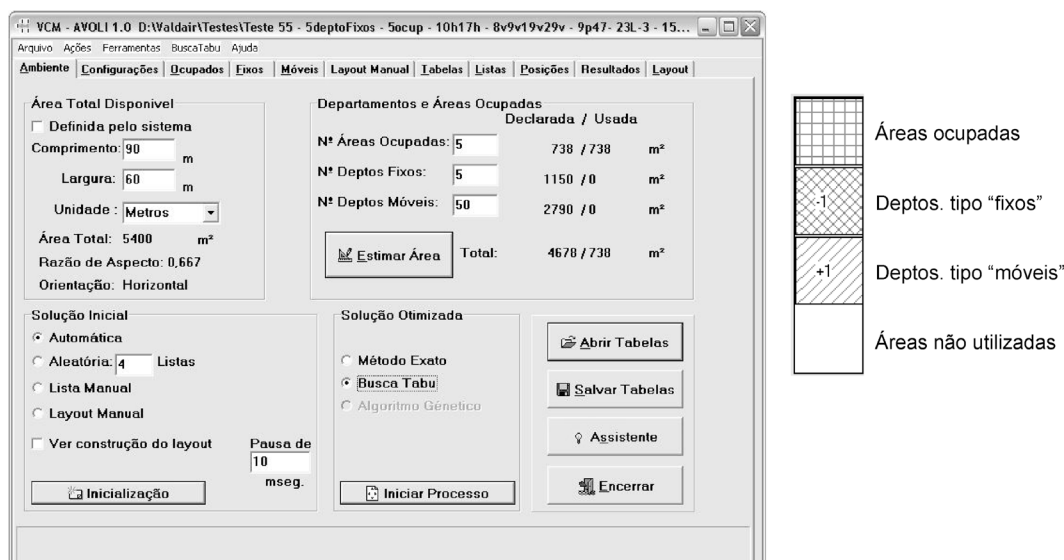 VCM - AVOLI 1.0 D:\Valdair\Testes\Teste 55 - 5deptoFixos - 5ocup - 10h17h - 8v9v19v29v - 9p47- 23L-3 - 15...
Arquivo Ações Ferramentas BuscaTabu Ajuda
Ambiente Configurações Ocupados Fixos Móveis Layout Manual Tabelas Listas Posições Resultados Layout
Área Total Disponivel
Definida pelo sistema
Comprimento: 90 m
Largura: 60 m
Unidade : Metros
Área Total: 5400 m²
Razão de Aspecto: 0,667
Orientação: Horizontal
Departamentos e Áreas Ocupadas
Declarada / Usada
Nº Áreas Ocupadas: 5 738 / 738 m²
Nº Deptos Fixos: 5 1150 / 0 m²
Nº Deptos Móveis: 50 2790 / 0 m²
Estimar Área Total: 4678 / 738 m²
Solução Inicial
Automática
Aleatória: 4 Listas
Lista Manual
Layout Manual
Ver construção do layout
Pausa de
10
mseg.
Inicialização
Solução Otimizada
Método Exato
Busca Tabu
Algoritmo Génetico
Iniciar Processo
Abrir Tabelas
Salvar Tabelas
Assistente
Encerrar
Áreas ocupadas
-1 Deptos. tipo “fixos”
+1 Deptos. tipo “móveis”
Áreas não utilizadas